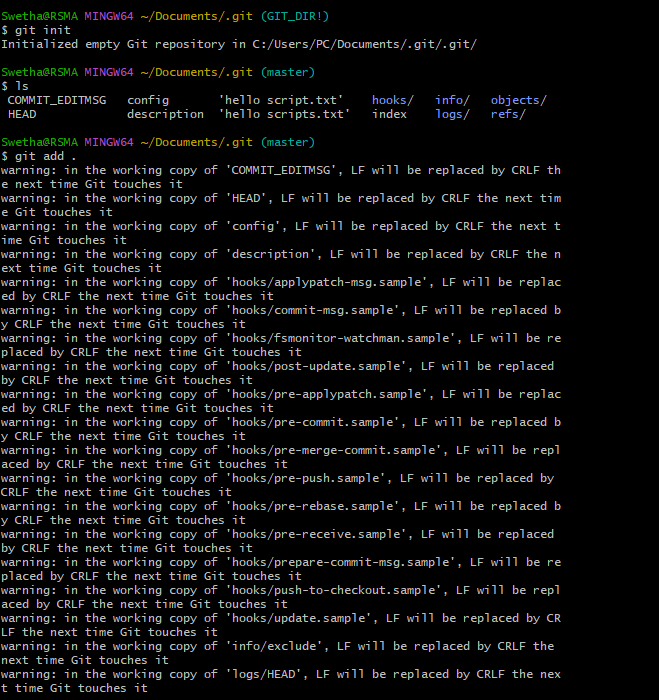 Swetha@RSMA MINGW64 ~/Documents/.git (GIT_DIR!)
$ git init
Initialized empty Git repository in C:/Users/PC/Documents/.git/.git/
Swetha@RSMA MINGW64 ~/Documents/.git (master)
$ ls
COMMIT_EDITMSG   config       'hello script.txt'    hooks/   info/   objects/
HEAD             description  'hello scripts.txt'   index    logs/   refs/
Swetha@RSMA MINGW64 ~/Documents/.git (master)
$ git add .
warning: in the working copy of 'COMMIT_EDITMSG', LF will be replaced by CRLF th
e next time Git touches it
warning: in the working copy of 'HEAD', LF will be replaced by CRLF the next tim
e Git touches it
warning: in the working copy of 'config', LF will be replaced by CRLF the next t
ime Git touches it
warning: in the working copy of 'description', LF will be replaced by CRLF the n
ext time Git touches it
warning: in the working copy of 'hooks/applypatch-msg.sample', LF will be replac
ed by CRLF the next time Git touches it
warning: in the working copy of 'hooks/commit-msg.sample', LF will be replaced b
y CRLF the next time Git touches it
warning: in the working copy of 'hooks/fsmonitor-watchman.sample', LF will be re
placed by CRLF the next time Git touches it
warning: in the working copy of 'hooks/post-update.sample', LF will be replaced
by CRLF the next time Git touches it
warning: in the working copy of 'hooks/pre-applypatch.sample', LF will be replac
ed by CRLF the next time Git touches it
warning: in the working copy of 'hooks/pre-commit.sample', LF will be replaced b
y CRLF the next time Git touches it
warning: in the working copy of 'hooks/pre-merge-commit.sample', LF will be repl
aced by CRLF the next time Git touches it
warning: in the working copy of 'hooks/pre-push.sample', LF will be replaced by
CRLF the next time Git touches it
warning: in the working copy of 'hooks/pre-rebase.sample', LF will be replaced b
y CRLF the next time Git touches it
warning: in the working copy of 'hooks/pre-receive.sample', LF will be replaced
by CRLF the next time Git touches it
warning: in the working copy of 'hooks/prepare-commit-msg.sample', LF will be re
placed by CRLF the next time Git touches it
warning: in the working copy of 'hooks/push-to-checkout.sample', LF will be repl
aced by CRLF the next time Git touches it
warning: in the working copy of 'hooks/update.sample', LF will be replaced by CR
LF the next time Git touches it
warning: in the working copy of 'info/exclude', LF will be replaced by CRLF the
next time Git touches it
warning: in the working copy of 'logs/HEAD', LF will be replaced by CRLF the nex
t time Git touches it